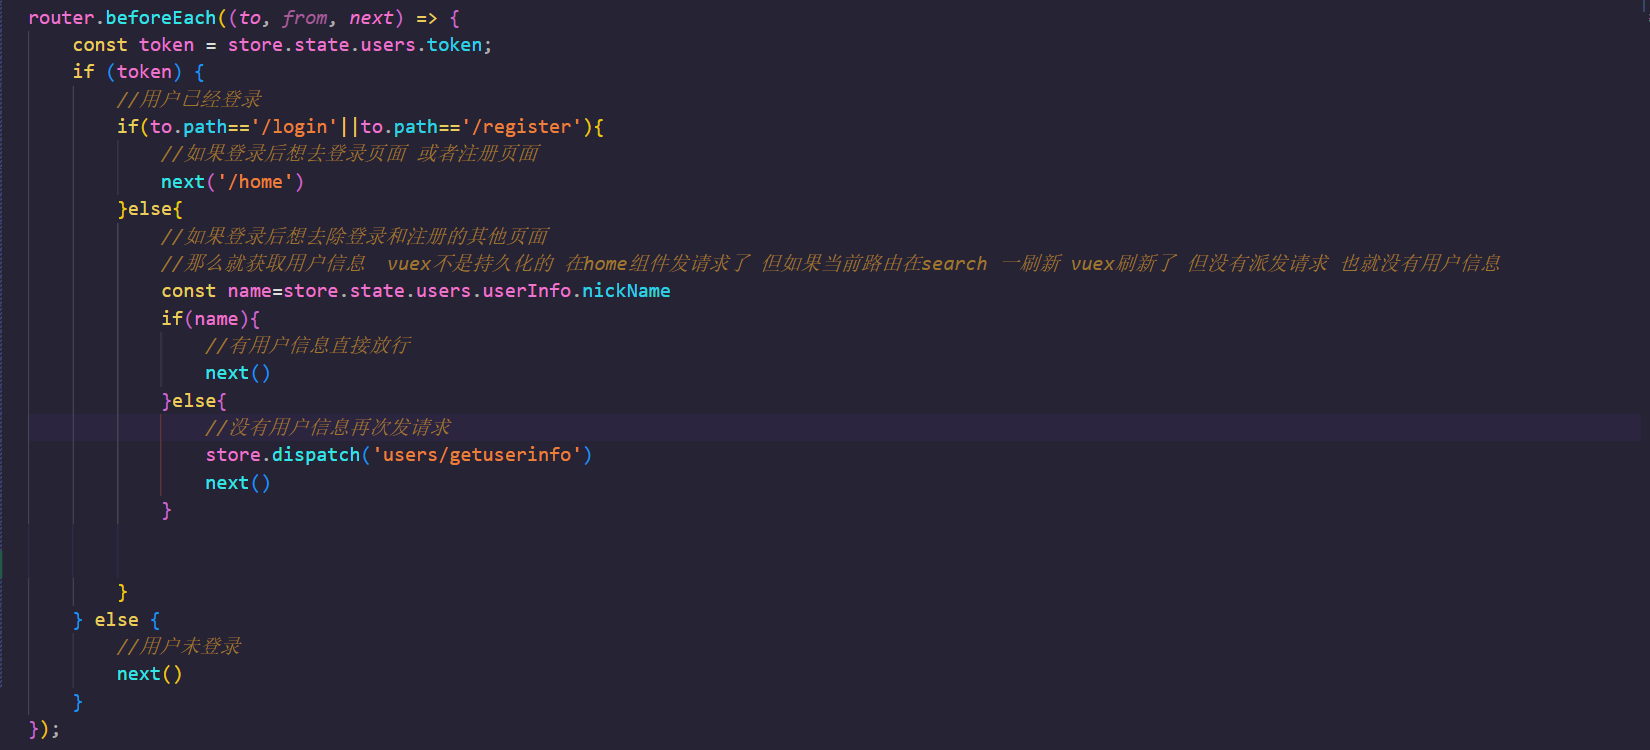 router.beforeEach((to, from, next) => {
const token = store.state.users.token;
if (token) {
//用户已经登录
if(to.path=='/login'||to.path=='/register'){
//如果登录后想去登录页面 或者注册页面
next('/home')
}else{
//如果登录后想去除登录和注册的其他页面
//那么就获取用户信息  vuex不是持久化的 在home组件发请求了 但如果当前路由在search 一刷新 vuex刷新了 但没有派发请求 也就没有用户信息
const name=store.state.users.userInfo.nickName
if(name){
//有用户信息直接放行
next()
}else{
//没有用户信息再次发请求
store.dispatch('users/getuserinfo')
next()
}
}
} else {
//用户未登录
next()
}
});